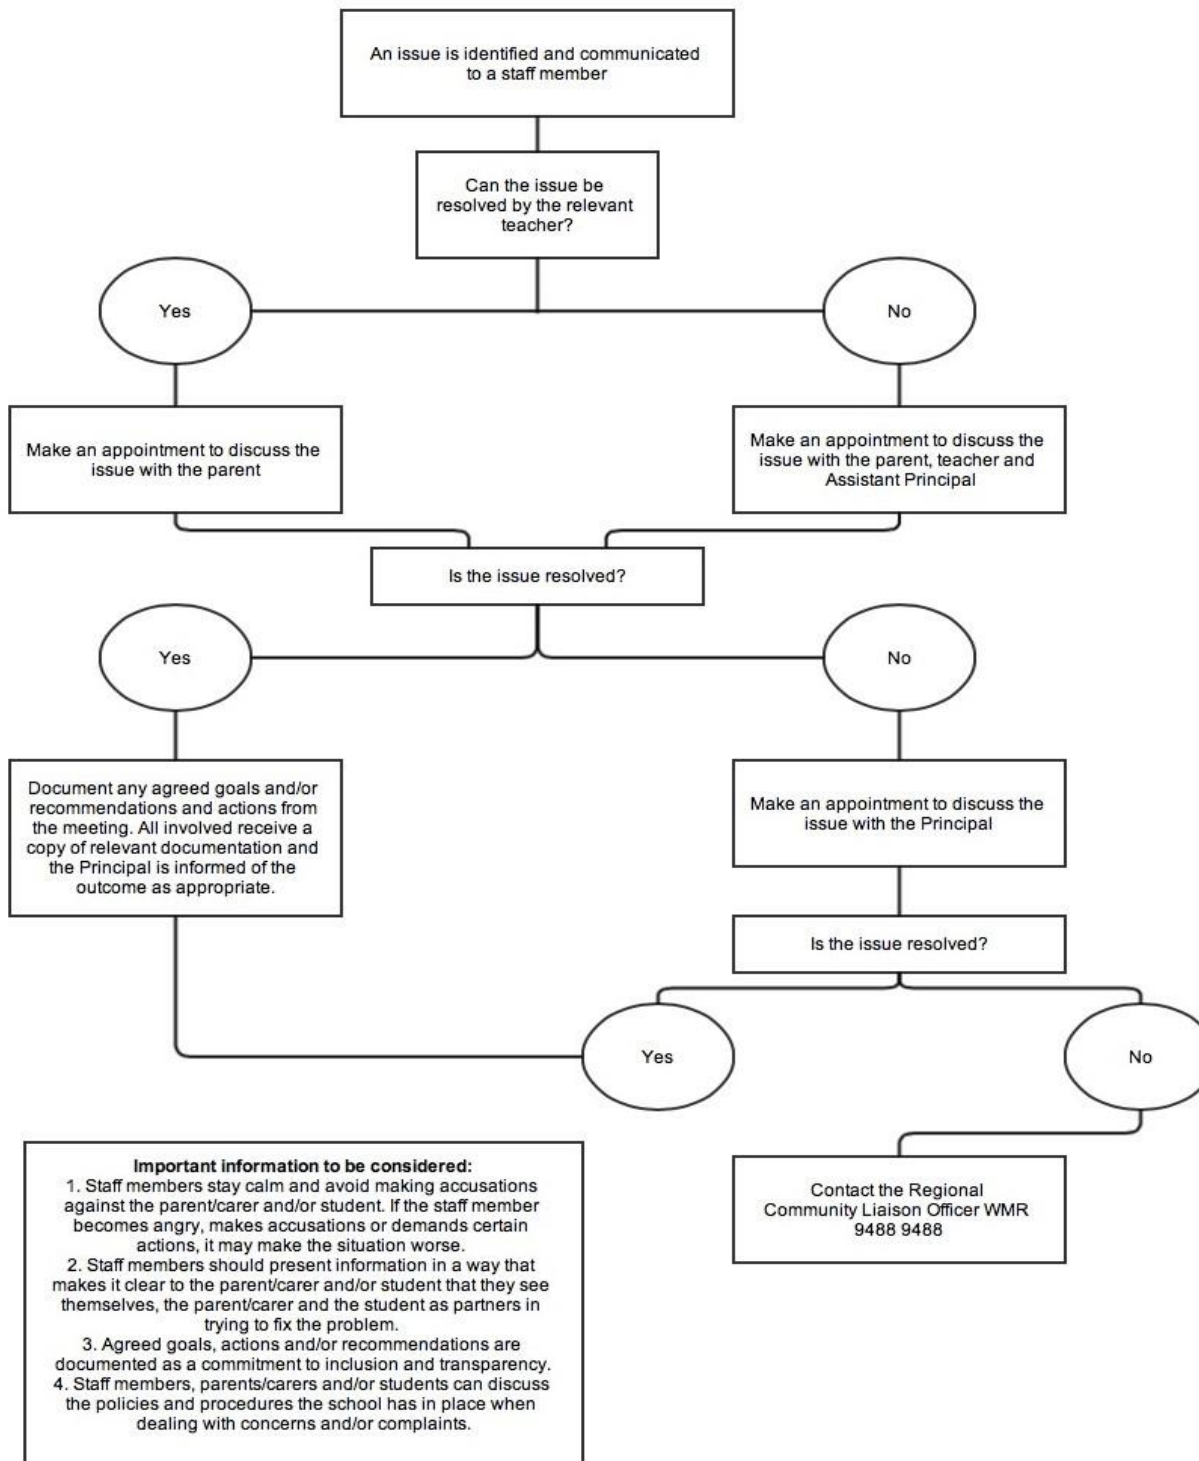 An issue is identified and communicated
to a staff member
Can the issue be
resolved by the relevant
teacher?
Yes
No
Make an appointment to discuss the
issue with the parent
Make an appointment to discuss the
issue with the parent, teacher and
Assistant Principal
Is the issue resolved?
Yes
No
Document any agreed goals and/or
recommendations and actions from
the meeting. All involved receive a
copy of relevant documentation and
the Principal is informed of the
outcome as appropriate.
Make an appointment to discuss the
issue with the Principal
Is the issue resolved?
Yes
No
Important information to be considered:
1. Staff members stay calm and avoid making accusations
against the parent/carer and/or student. If the staff member
becomes angry, makes accusations or demands certain
actions, it may make the situation worse.
2. Staff members should present information in a way that
makes it clear to the parent/carer and/or student that they see
themselves, the parent/carer and the student as partners in
trying to fix the problem.
3. Agreed goals, actions and/or recommendations are
documented as a commitment to inclusion and transparency.
4. Staff members, parents/carers and/or students can discuss
the policies and procedures the school has in place when
dealing with concerns and/or complaints.
Contact the Regional
Community Liaison Officer WMR
9488 9488